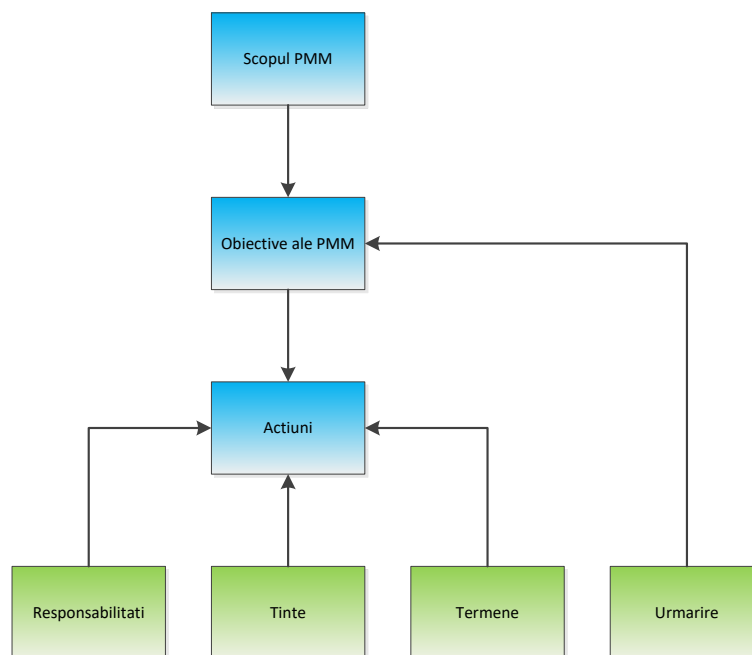 Scopul PMM
Obiective ale PMM
Actiuni
Responsabilitati
Tinte
Termene
Urmarire